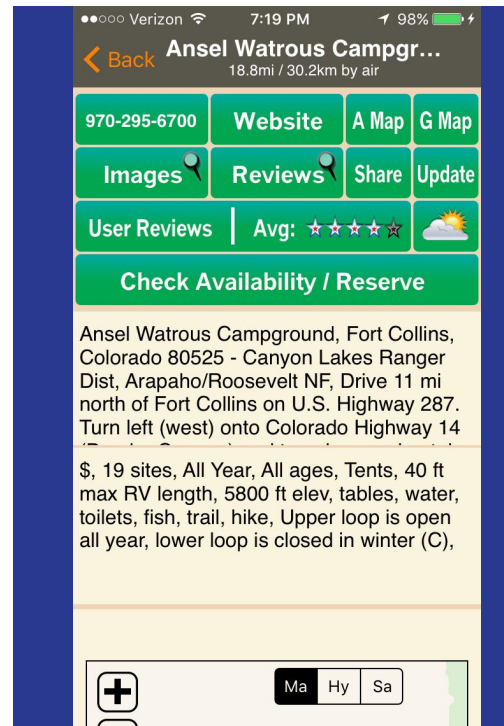 Verizon 7:19 PM 98%
Back Ansel Watrous Campgr...
18.8mi / 30.2km by air
970-295-6700 Website A Map G Map
Images Reviews Share Update
User Reviews | Avg:
Check Availability / Reserve
Ansel Watrous Campground, Fort Collins,
Colorado 80525 - Canyon Lakes Ranger
Dist, Arapaho/Roosevelt NF, Drive 11 mi
north of Fort Collins on U.S. Highway 287.
Turn left (west) onto Colorado Highway 14
$, 19 sites, All Year, All ages, Tents, 40 ft
max RV length, 5800 ft elev, tables, water,
toilets, fish, trail, hike, Upper loop is open
all year, lower loop is closed in winter (C),
+
Ma Hy Sa